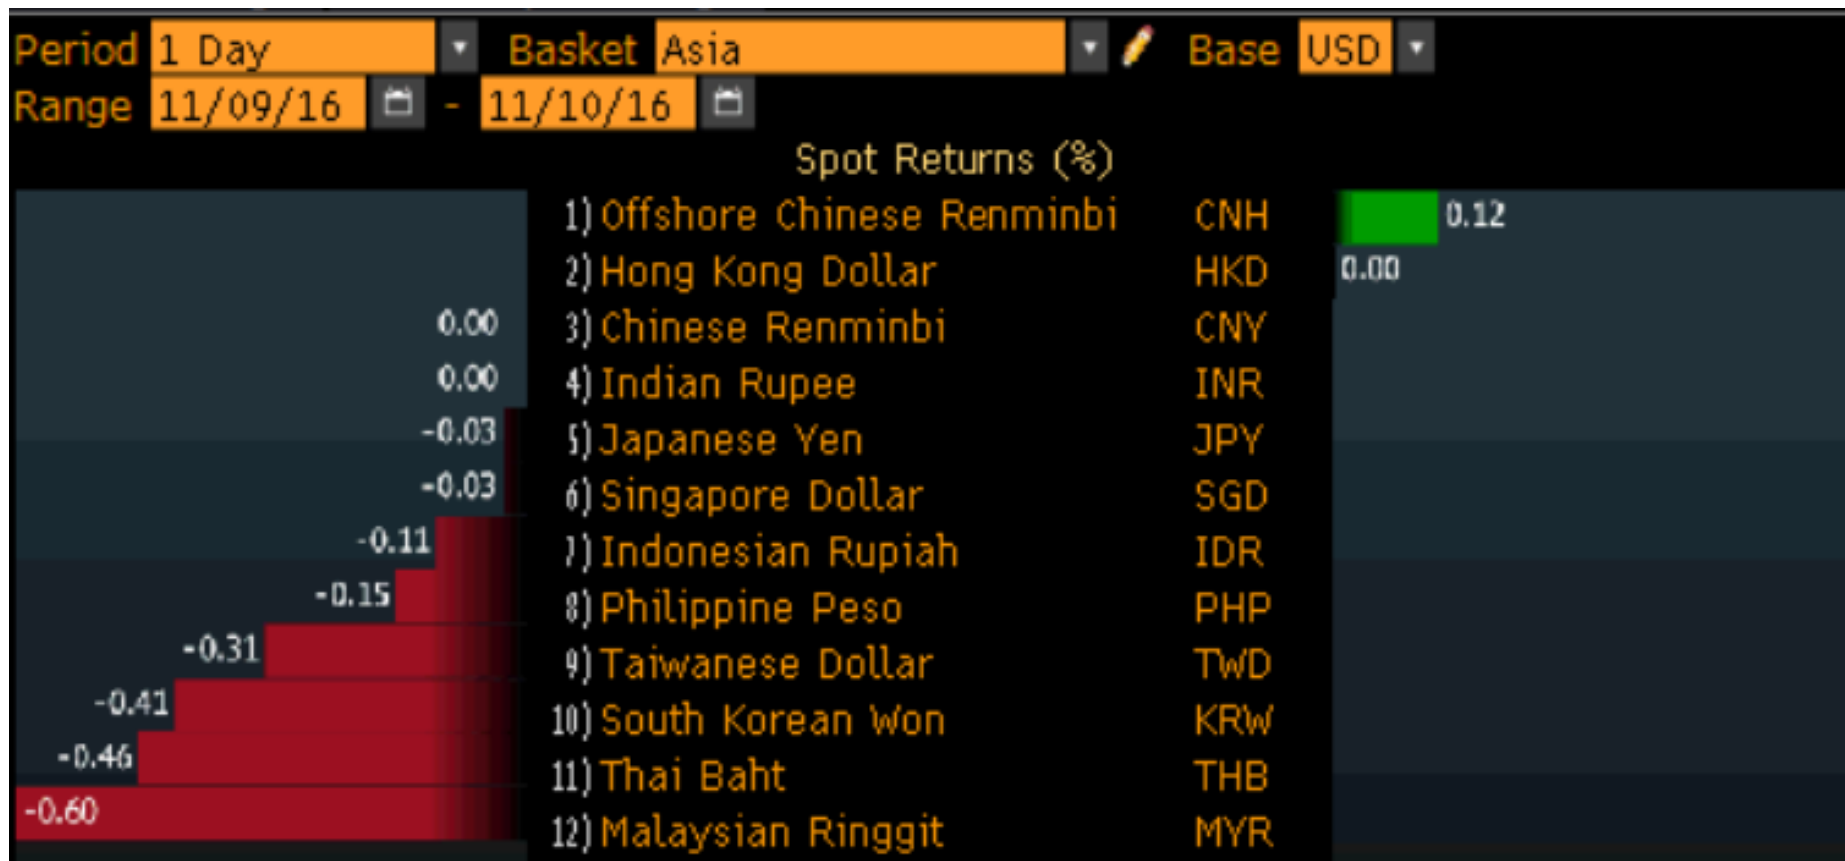 Period 1 Day Basket Asia Base USD
Range 11/09/16 - 11/10/16
Spot Returns (%)
1) Offshore Chinese Renminbi CNH 0.12
2) Hong Kong Dollar HKD 0.00
0.00 3) Chinese Renminbi CNY
0.00 4) Indian Rupee INR
-0.03 5) Japanese Yen JPY
-0.03 6) Singapore Dollar SGD
-0.11 7) Indonesian Rupiah IDR
-0.15 8) Philippine Peso PHP
-0.31 9) Taiwanese Dollar TWD
-0.41 10) South Korean Won KRW
-0.46 11) Thai Baht THB
-0.60 12) Malaysian Ringgit MYR